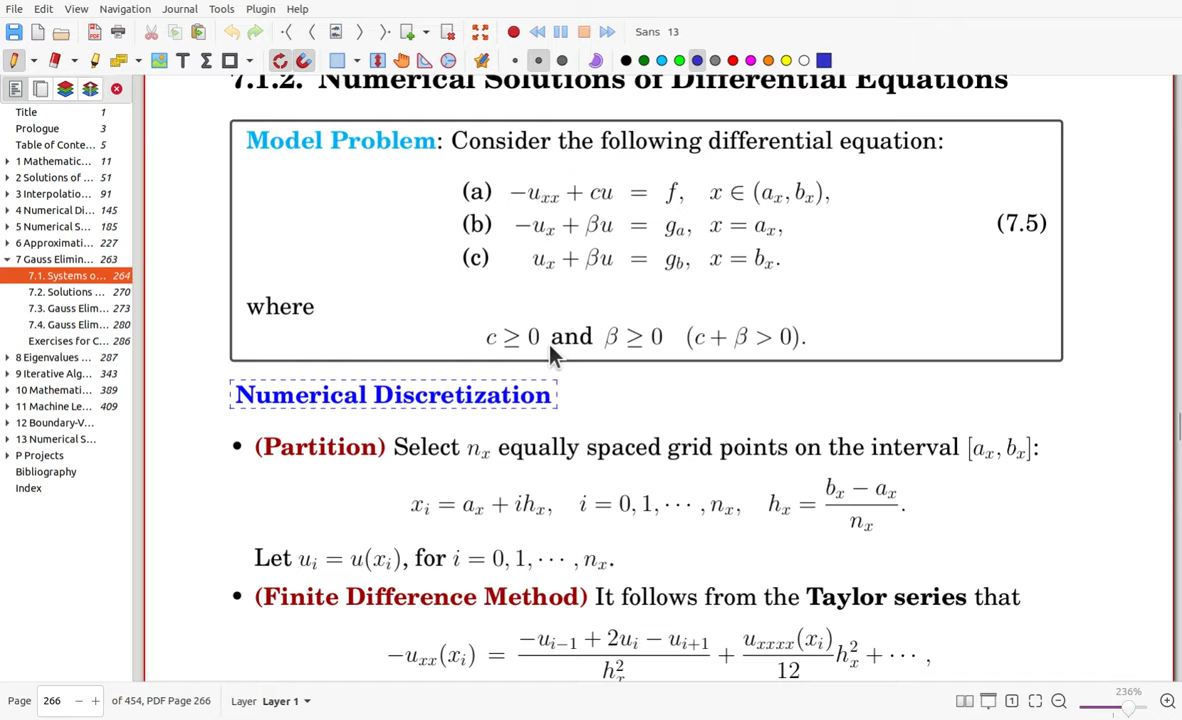 File Edit View Navigation Journal Tools Plugin Help
Sans 13
Title 1
Prologue 3
Table of Conte... 5
1 Mathematic... 11
2 Solutions of ... 51
3 Interpolatio... 91
4 Numerical Di... 145
5 Numerical S... 185
6 Approximati... 227
7 Gauss Elimin... 263
7.1. Systems o... 264
7.2. Solutions ... 270
7.3. Gauss Elim... 273
7.4. Gauss Elim... 280
Exercises for C... 286
8 Eigenvalues ... 287
9 Iterative Alg... 343
10 Mathemati... 389
11 Machine Le... 409
12 Boundary-V...
13 Numerical S...
P Projects
Bibliography
Index
7.1.2. Numerical Solutions of Differential Equations
Model Problem: Consider the following differential equation:
(a) −u_xx + cu = f, x ∈ (a_x, b_x),
(b) −u_x + βu = g_a, x = a_x, (7.5)
(c) u_x + βu = g_b, x = b_x.
where
c ≥ 0 and β ≥ 0 (c + β > 0).
Numerical Discretization
• (Partition) Select n_x equally spaced grid points on the interval [a_x, b_x]:
x_i = a_x + ih_x, i = 0, 1, ⋯ , n_x, h_x = (b_x − a_x)/n_x.
Let u_i = u(x_i), for i = 0, 1, ⋯ , n_x.
• (Finite Difference Method) It follows from the Taylor series that
−u_xx(x_i) = (−u_{i−1} + 2u_i − u_{i+1})/h_x^2 + (u_xxxx(x_i)/12)h_x^2 + ⋯ ,
Page 266 − + of 454, PDF Page 266 Layer Layer 1 236%